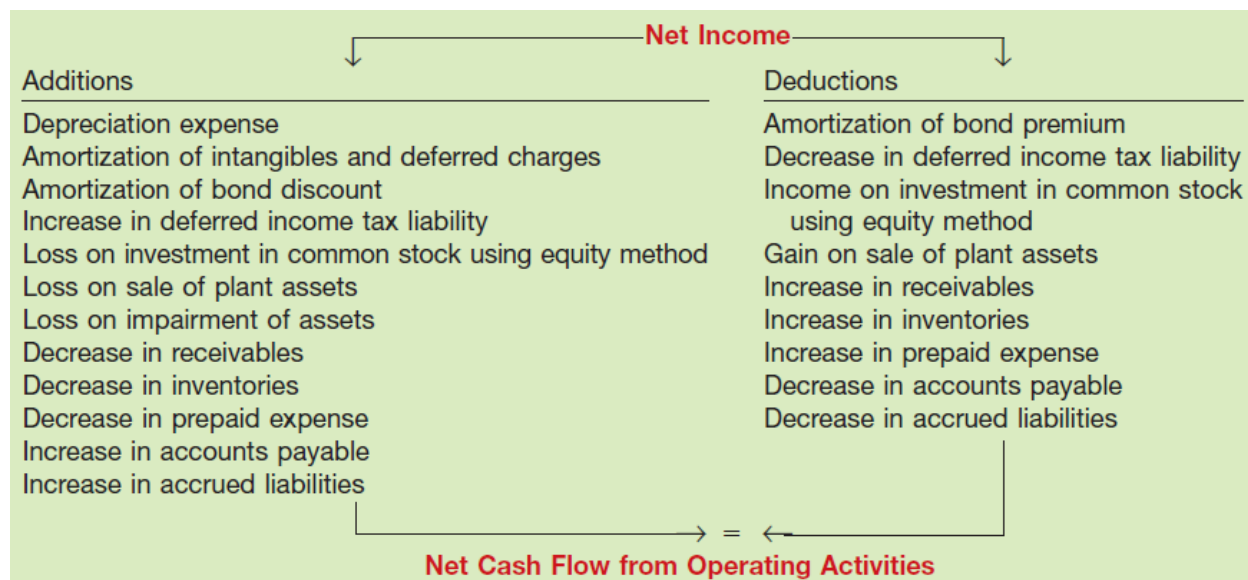 Net Income
Additions
Depreciation expense
Amortization of intangibles and deferred charges
Amortization of bond discount
Increase in deferred income tax liability
Loss on investment in common stock using equity method
Loss on sale of plant assets
Loss on impairment of assets
Decrease in receivables
Decrease in inventories
Decrease in prepaid expense
Increase in accounts payable
Increase in accrued liabilities
Deductions
Amortization of bond premium
Decrease in deferred income tax liability
Income on investment in common stock
using equity method
Gain on sale of plant assets
Increase in receivables
Increase in inventories
Increase in prepaid expense
Decrease in accounts payable
Decrease in accrued liabilities
=
Net Cash Flow from Operating Activities